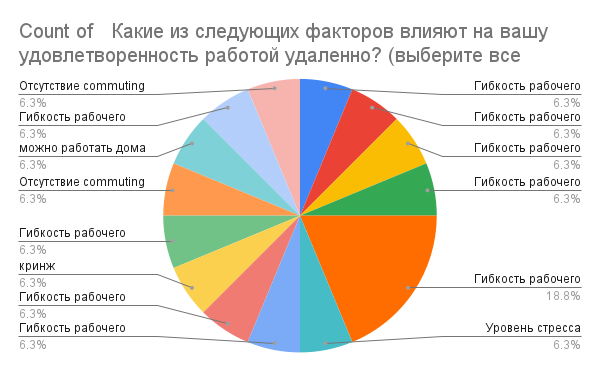 Count of Какие из следующих факторов влияют на вашу
удовлетворенность работой удаленно? (выберите все
Отсутствие commuting
6.3%
Гибкость рабочего
6.3%
можно работать дома
6.3%
Отсутствие commuting
6.3%
Гибкость рабочего
6.3%
кринж
6.3%
Гибкость рабочего
6.3%
Гибкость рабочего
6.3%
Гибкость рабочего
6.3%
Гибкость рабочего
6.3%
Гибкость рабочего
6.3%
Гибкость рабочего
6.3%
Гибкость рабочего
18.8%
Уровень стресса
6.3%